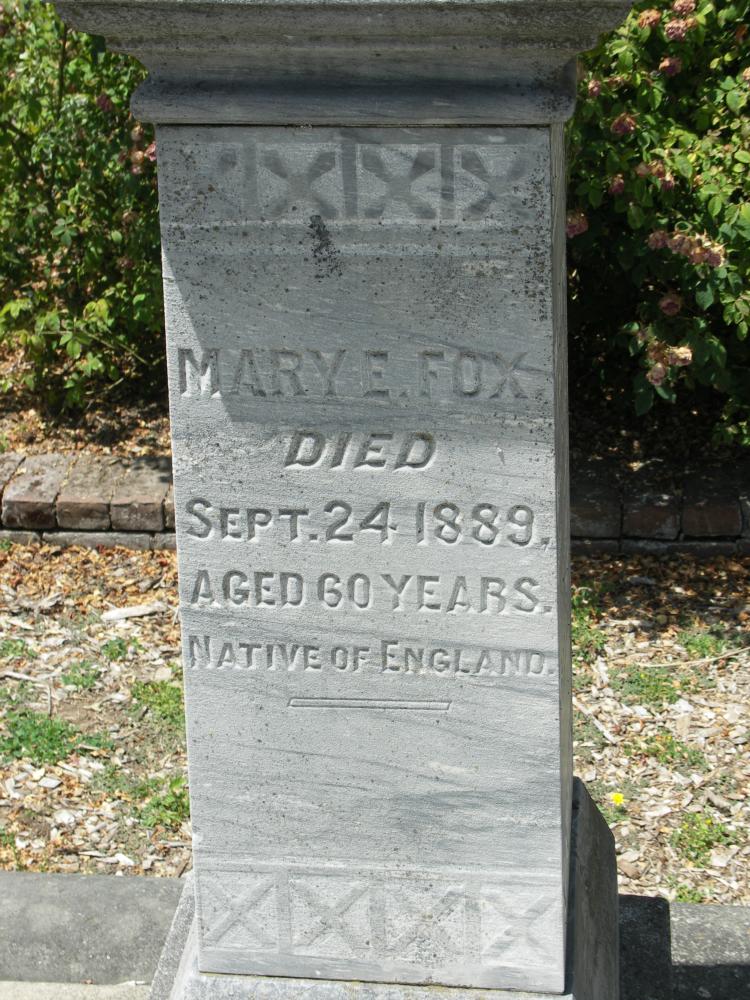 MARY E. FOX
DIED
SEPT. 24 1889.
AGED 60 YEARS.
NATIVE OF ENGLAND.